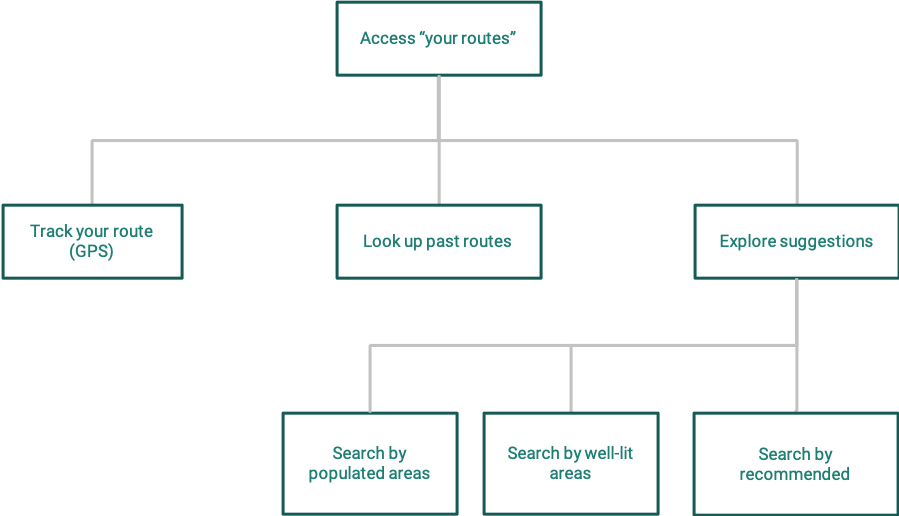 Access “your routes”
Track your route
(GPS)
Look up past routes
Explore suggestions
Search by
populated areas
Search by well-lit
areas
Search by
recommended